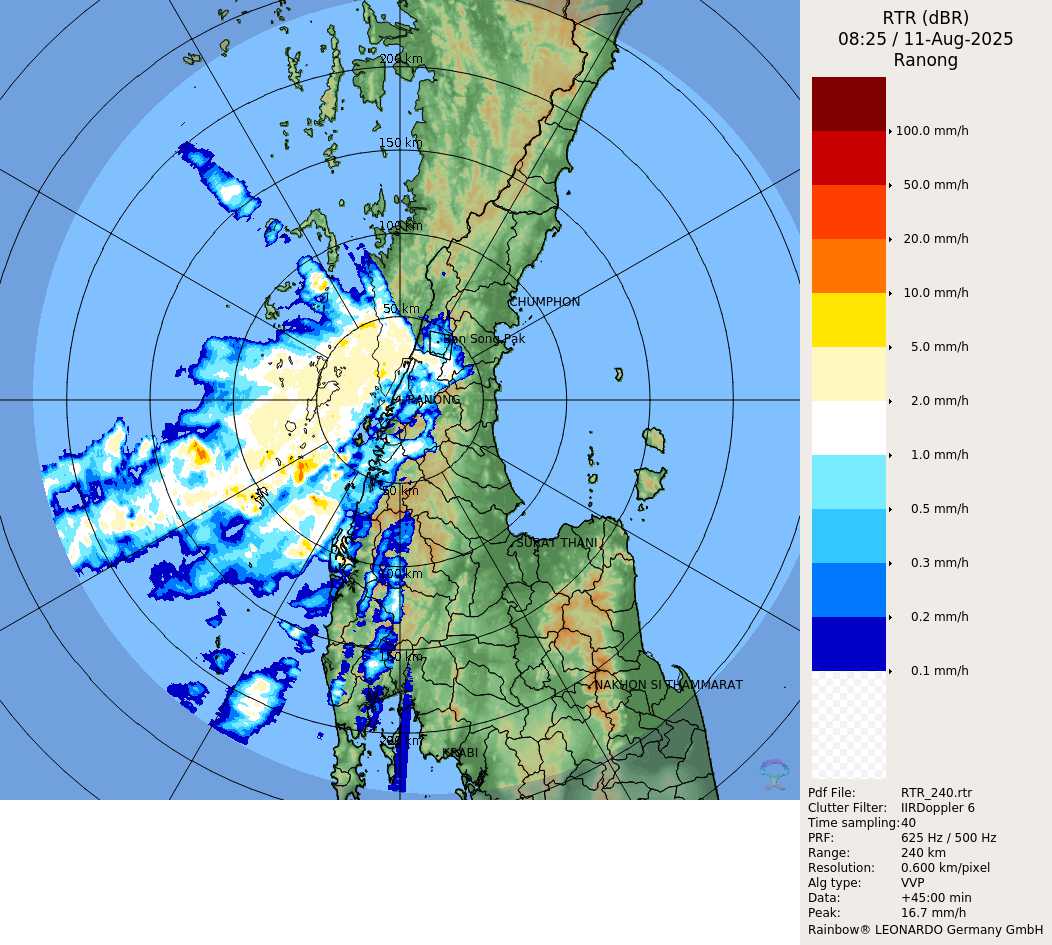 RTR (dBR)
08:25 / 11-Aug-2025
Ranong
200 km
150 km
100 km
50 km
CHUMPHON
Ban Song Pak
RANONG
50 km
SURAT THANI
100 km
150 km
NAKHON SI THAMMARAT
200 km
KRABI
100.0 mm/h
50.0 mm/h
20.0 mm/h
10.0 mm/h
5.0 mm/h
2.0 mm/h
1.0 mm/h
0.5 mm/h
0.3 mm/h
0.2 mm/h
0.1 mm/h
Pdf File: RTR_240.rtr
Clutter Filter: IIRDoppler 6
Time sampling:40
PRF: 625 Hz / 500 Hz
Range: 240 km
Resolution: 0.600 km/pixel
Alg type: VVP
Data: +45:00 min
Peak: 16.7 mm/h
Rainbow® LEONARDO Germany GmbH